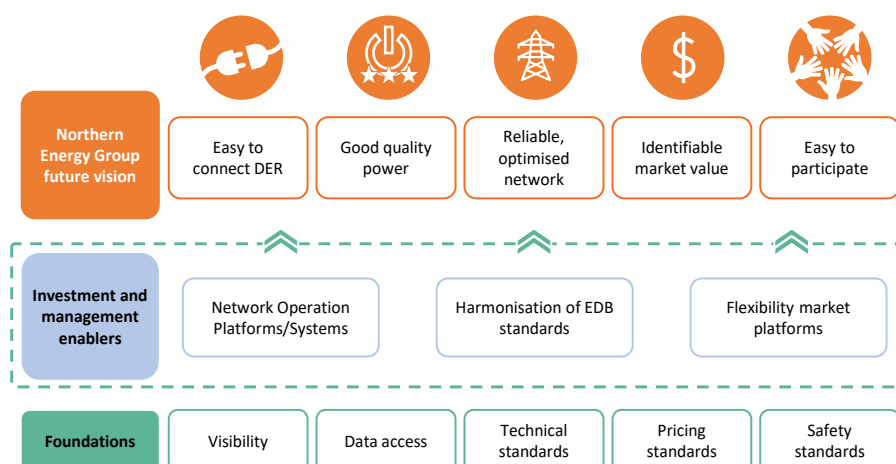 Northern
Energy Group
future vision
Easy to
connect DER
Good quality
power
Reliable,
optimised
network
Identifiable
market value
Easy to
participate
Investment and
management
enablers
Network Operation
Platforms/Systems
Harmonisation of EDB
standards
Flexibility market
platforms
Foundations
Visibility
Data access
Technical
standards
Pricing
standards
Safety
standards